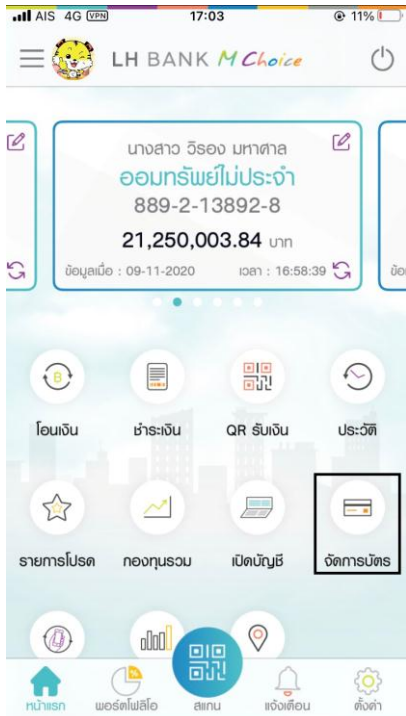 AIS 4G VPN 17:03 11%
LH BANK M Choice
นางสาว วิรอง มหาศาล
ออมทรัพย์ไม่ประจำ
889-2-13892-8
21,250,003.84 บาท
ข้อมูลเมื่อ : 09-11-2020 เวลา : 16:58:39
โอนเงิน ชำระเงิน QR รับเงิน ประวัติ
รายการโปรด กองทุนรวม เปิดบัญชี จัดการบัตร
หน้าแรก พอร์ตโฟลิโอ สแกน แจ้งเตือน ตั้งค่า